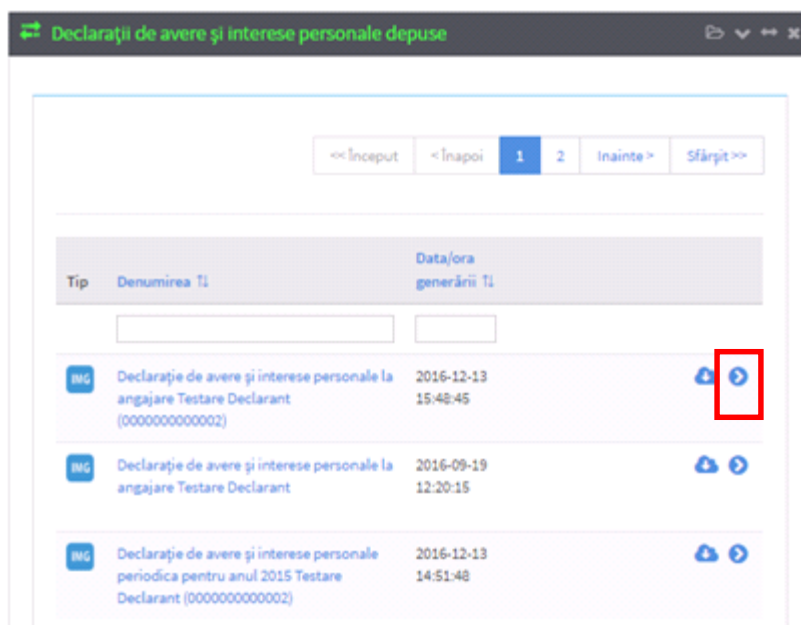 Declarații de avere și interese personale depuse
<< Început < Înapoi 1 2 Inainte > Sfârșit >>
Data/ora
Tip Denumirea generării
IMG Declarație de avere și interese personale la 2016-12-13
angajare Testare Declarant 15:48:45
(0000000000002)
IMG Declarație de avere și interese personale la 2016-09-19
angajare Testare Declarant 12:20:15
IMG Declarație de avere și interese personale 2016-12-13
periodica pentru anul 2015 Testare 14:51:48
Declarant (0000000000002)